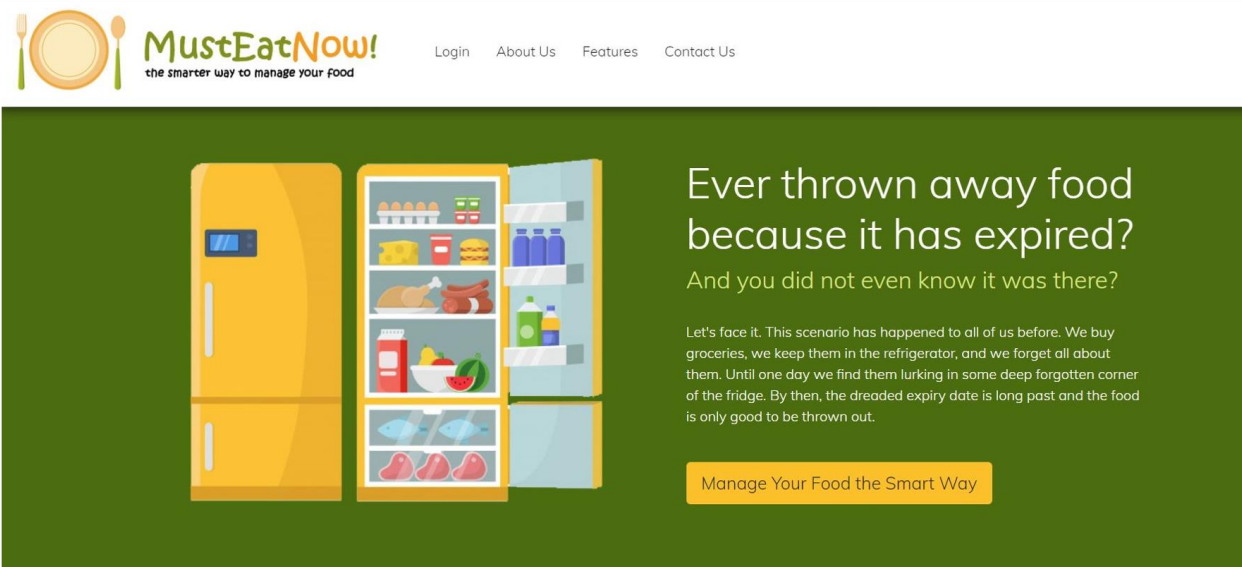 MustEatNow!
the smarter way to manage your food
Login About Us Features Contact Us
Ever thrown away food
because it has expired?
And you did not even know it was there?
Let's face it. This scenario has happened to all of us before. We buy
groceries, we keep them in the refrigerator, and we forget all about
them. Until one day we find them lurking in some deep forgotten corner
of the fridge. By then, the dreaded expiry date is long past and the food
is only good to be thrown out.
Manage Your Food the Smart Way